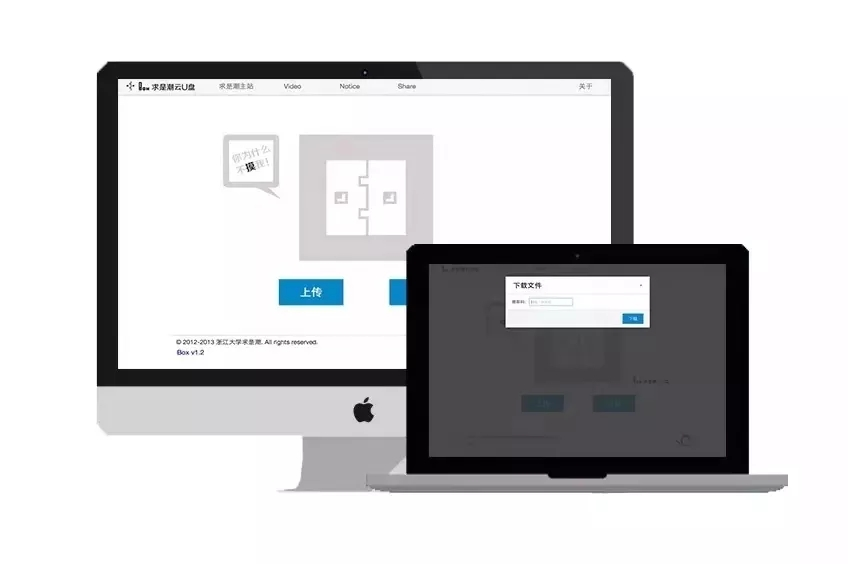 Box 求是潮云U盘 求是潮主站 Video Notice Share 关于
你为什么
不摸我!
上传
© 2012-2013 浙江大学求是潮. All rights reserved.
Box v1.2
下载文件
下载